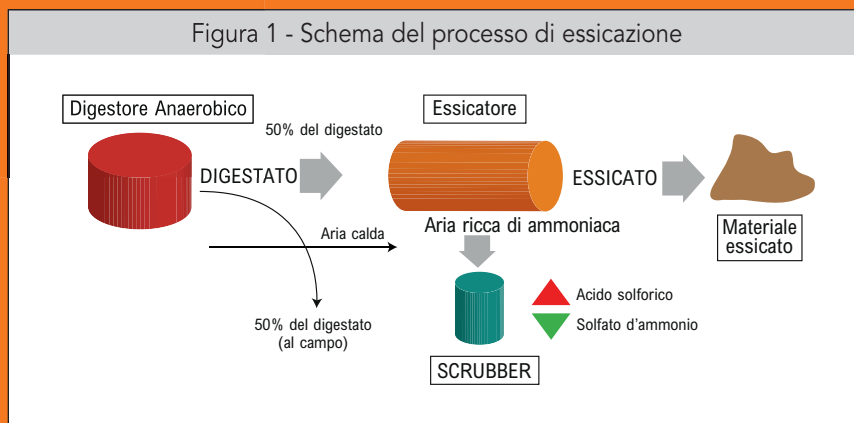 Figura 1 - Schema del processo di essicazione
Digestore Anaerobico
50% del digestato
Essicatore
DIGESTATO
ESSICATO
Aria calda
Aria ricca di ammoniaca
Materiale
essicato
50% del digestato
(al campo)
Acido solforico
Solfato d'ammonio
SCRUBBER